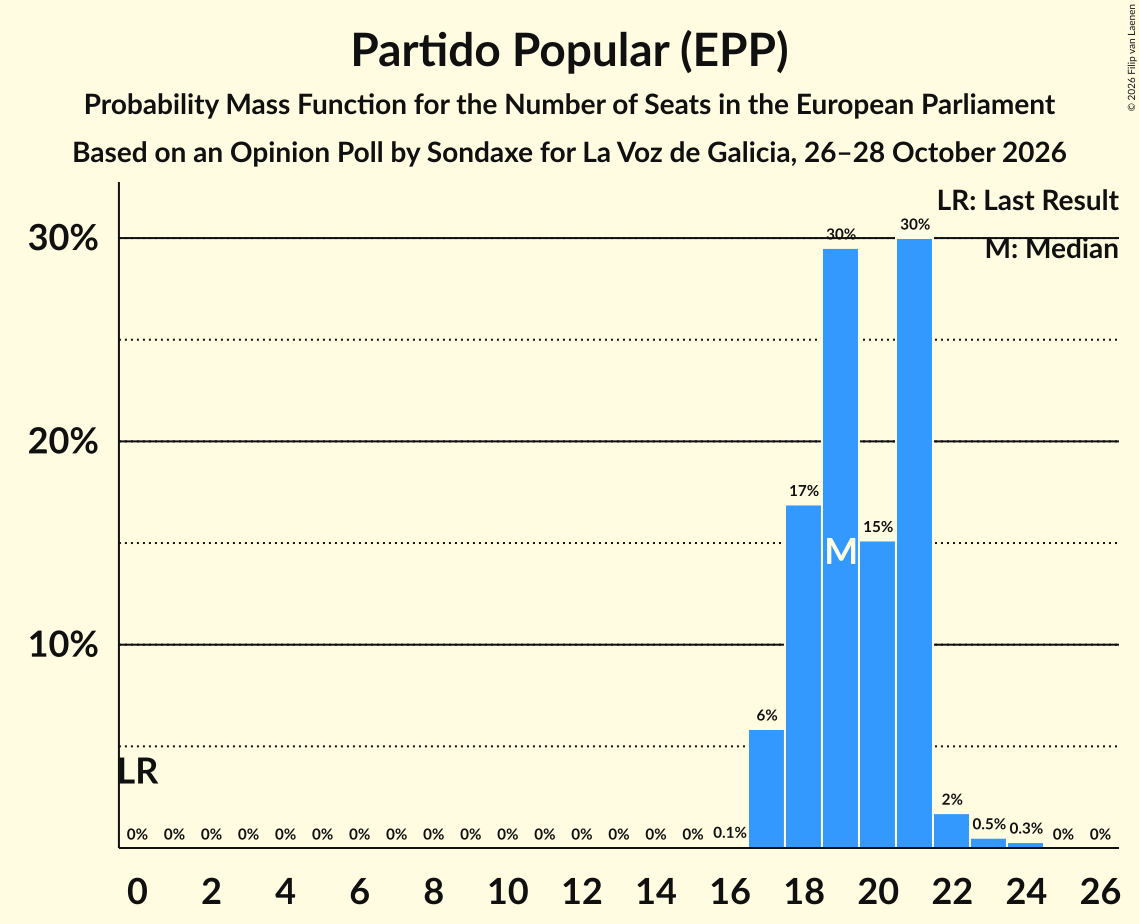 Partido Popular (EPP)
Probability Mass Function for the Number of Seats in the European Parliament
Based on an Opinion Poll by Sondaxe for La Voz de Galicia, 26–28 October 2026
© 2026 Filip van Laenen
LR: Last Result
M: Median
30%
20%
10%
30%
30%
17%
15%
M
6%
LR
2%
0% 0% 0% 0% 0% 0% 0% 0% 0% 0% 0% 0% 0% 0% 0% 0% 0.1% 0.5% 0.3% 0% 0%
0 2 4 6 8 10 12 14 16 18 20 22 24 26